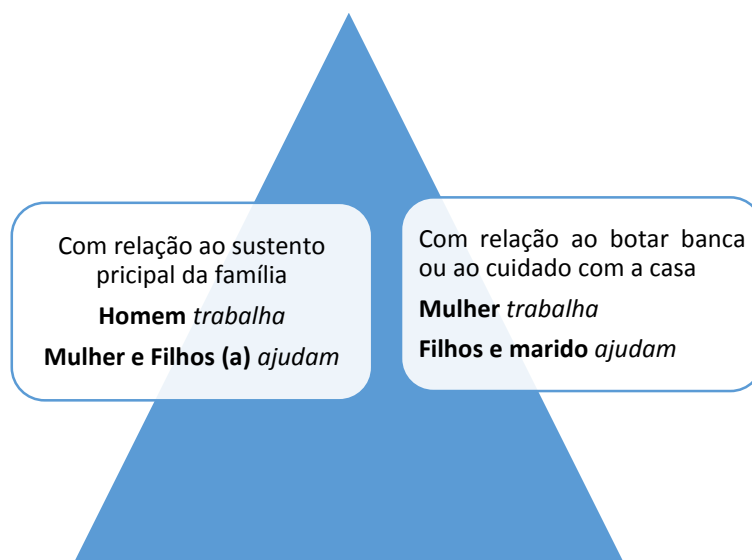 Com relação ao sustento
pricipal da família
Homem trabalha
Mulher e Filhos (a) ajudam
Com relação ao botar banca
ou ao cuidado com a casa
Mulher trabalha
Filhos e marido ajudam